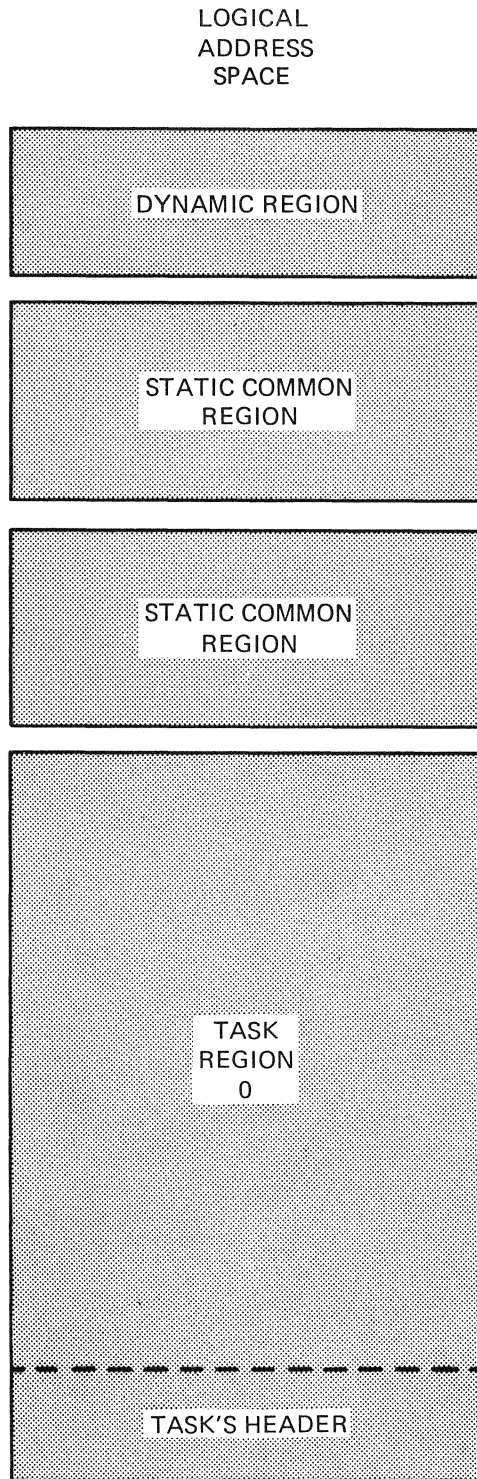 LOGICAL
ADDRESS
SPACE
DYNAMIC REGION
STATIC COMMON
REGION
STATIC COMMON
REGION
TASK
REGION
0
TASK'S HEADER